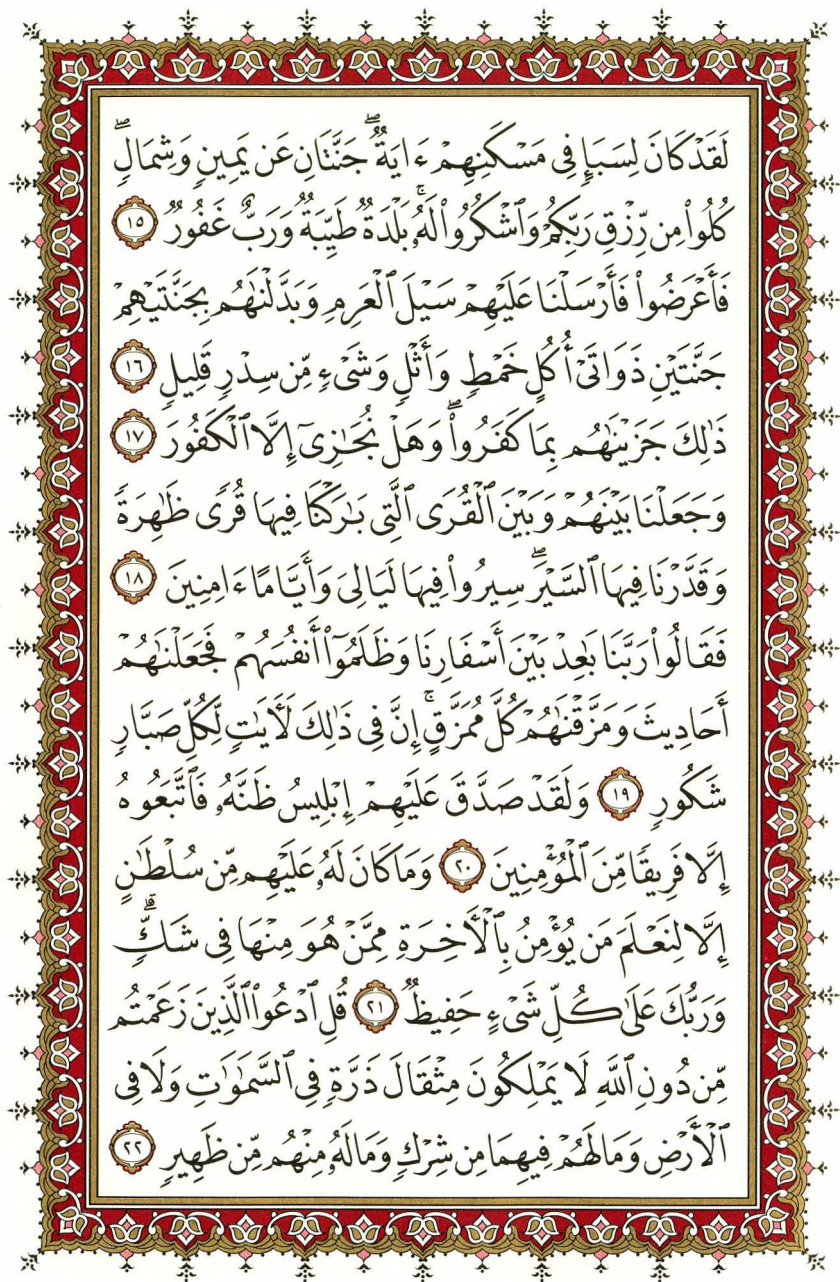 لَقَدْ كَانَ لِسَبَإٍ فِى مَسْكَنِهِمْ ءَايَةٌ ۖ جَنَّتَانِ عَن يَمِينٍ وَشِمَالٍ ۖ
كُلُوا۟ مِن رِّزْقِ رَبِّكُمْ وَٱشْكُرُوا۟ لَهُۥ ۚ بَلْدَةٌ طَيِّبَةٌ وَرَبٌّ غَفُورٌ ١٥
فَأَعْرَضُوا۟ فَأَرْسَلْنَا عَلَيْهِمْ سَيْلَ ٱلْعَرِمِ وَبَدَّلْنَٰهُم بِجَنَّتَيْهِمْ
جَنَّتَيْنِ ذَوَاتَىْ أُكُلٍ خَمْطٍ وَأَثْلٍ وَشَىْءٍ مِّن سِدْرٍ قَلِيلٍ ١٦
ذَٰلِكَ جَزَيْنَٰهُم بِمَا كَفَرُوا۟ ۖ وَهَلْ نُجَٰزِىٓ إِلَّا ٱلْكَفُورَ ١٧
وَجَعَلْنَا بَيْنَهُمْ وَبَيْنَ ٱلْقُرَى ٱلَّتِى بَٰرَكْنَا فِيهَا قُرًى ظَٰهِرَةً
وَقَدَّرْنَا فِيهَا ٱلسَّيْرَ ۖ سِيرُوا۟ فِيهَا لَيَالِىَ وَأَيَّامًا ءَامِنِينَ ١٨
فَقَالُوا۟ رَبَّنَا بَٰعِدْ بَيْنَ أَسْفَارِنَا وَظَلَمُوٓا۟ أَنفُسَهُمْ فَجَعَلْنَٰهُمْ
أَحَادِيثَ وَمَزَّقْنَٰهُمْ كُلَّ مُمَزَّقٍ ۚ إِنَّ فِى ذَٰلِكَ لَءَايَٰتٍ لِّكُلِّ صَبَّارٍ
شَكُورٍ ١٩ وَلَقَدْ صَدَّقَ عَلَيْهِمْ إِبْلِيسُ ظَنَّهُۥ فَٱتَّبَعُوهُ
إِلَّا فَرِيقًا مِّنَ ٱلْمُؤْمِنِينَ ٢٠ وَمَا كَانَ لَهُۥ عَلَيْهِم مِّن سُلْطَٰنٍ
إِلَّا لِنَعْلَمَ مَن يُؤْمِنُ بِٱلْءَاخِرَةِ مِمَّنْ هُوَ مِنْهَا فِى شَكٍّ ۗ
وَرَبُّكَ عَلَىٰ كُلِّ شَىْءٍ حَفِيظٌ ٢١ قُلِ ٱدْعُوا۟ ٱلَّذِينَ زَعَمْتُم
مِّن دُونِ ٱللَّهِ لَا يَمْلِكُونَ مِثْقَالَ ذَرَّةٍ فِى ٱلسَّمَٰوَٰتِ وَلَا فِى
ٱلْأَرْضِ وَمَا لَهُمْ فِيهِمَا مِن شِرْكٍ وَمَا لَهُۥ مِنْهُم مِّن ظَهِيرٍ ٢٢